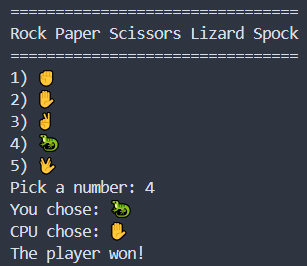 ===============================
Rock Paper Scissors Lizard Spock
===============================
1) ✊
2) ✋
3) ✌️
4) 🦎
5) 🖖
Pick a number: 4
You chose: 🦎
CPU chose: ✋
The player won!